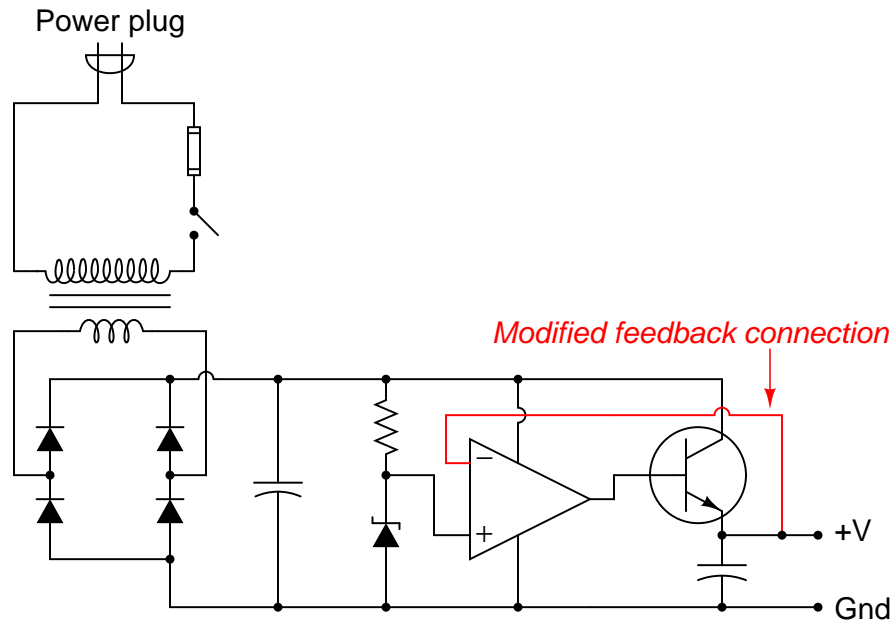 Power plug
Modified feedback connection
−
+
+V
Gnd